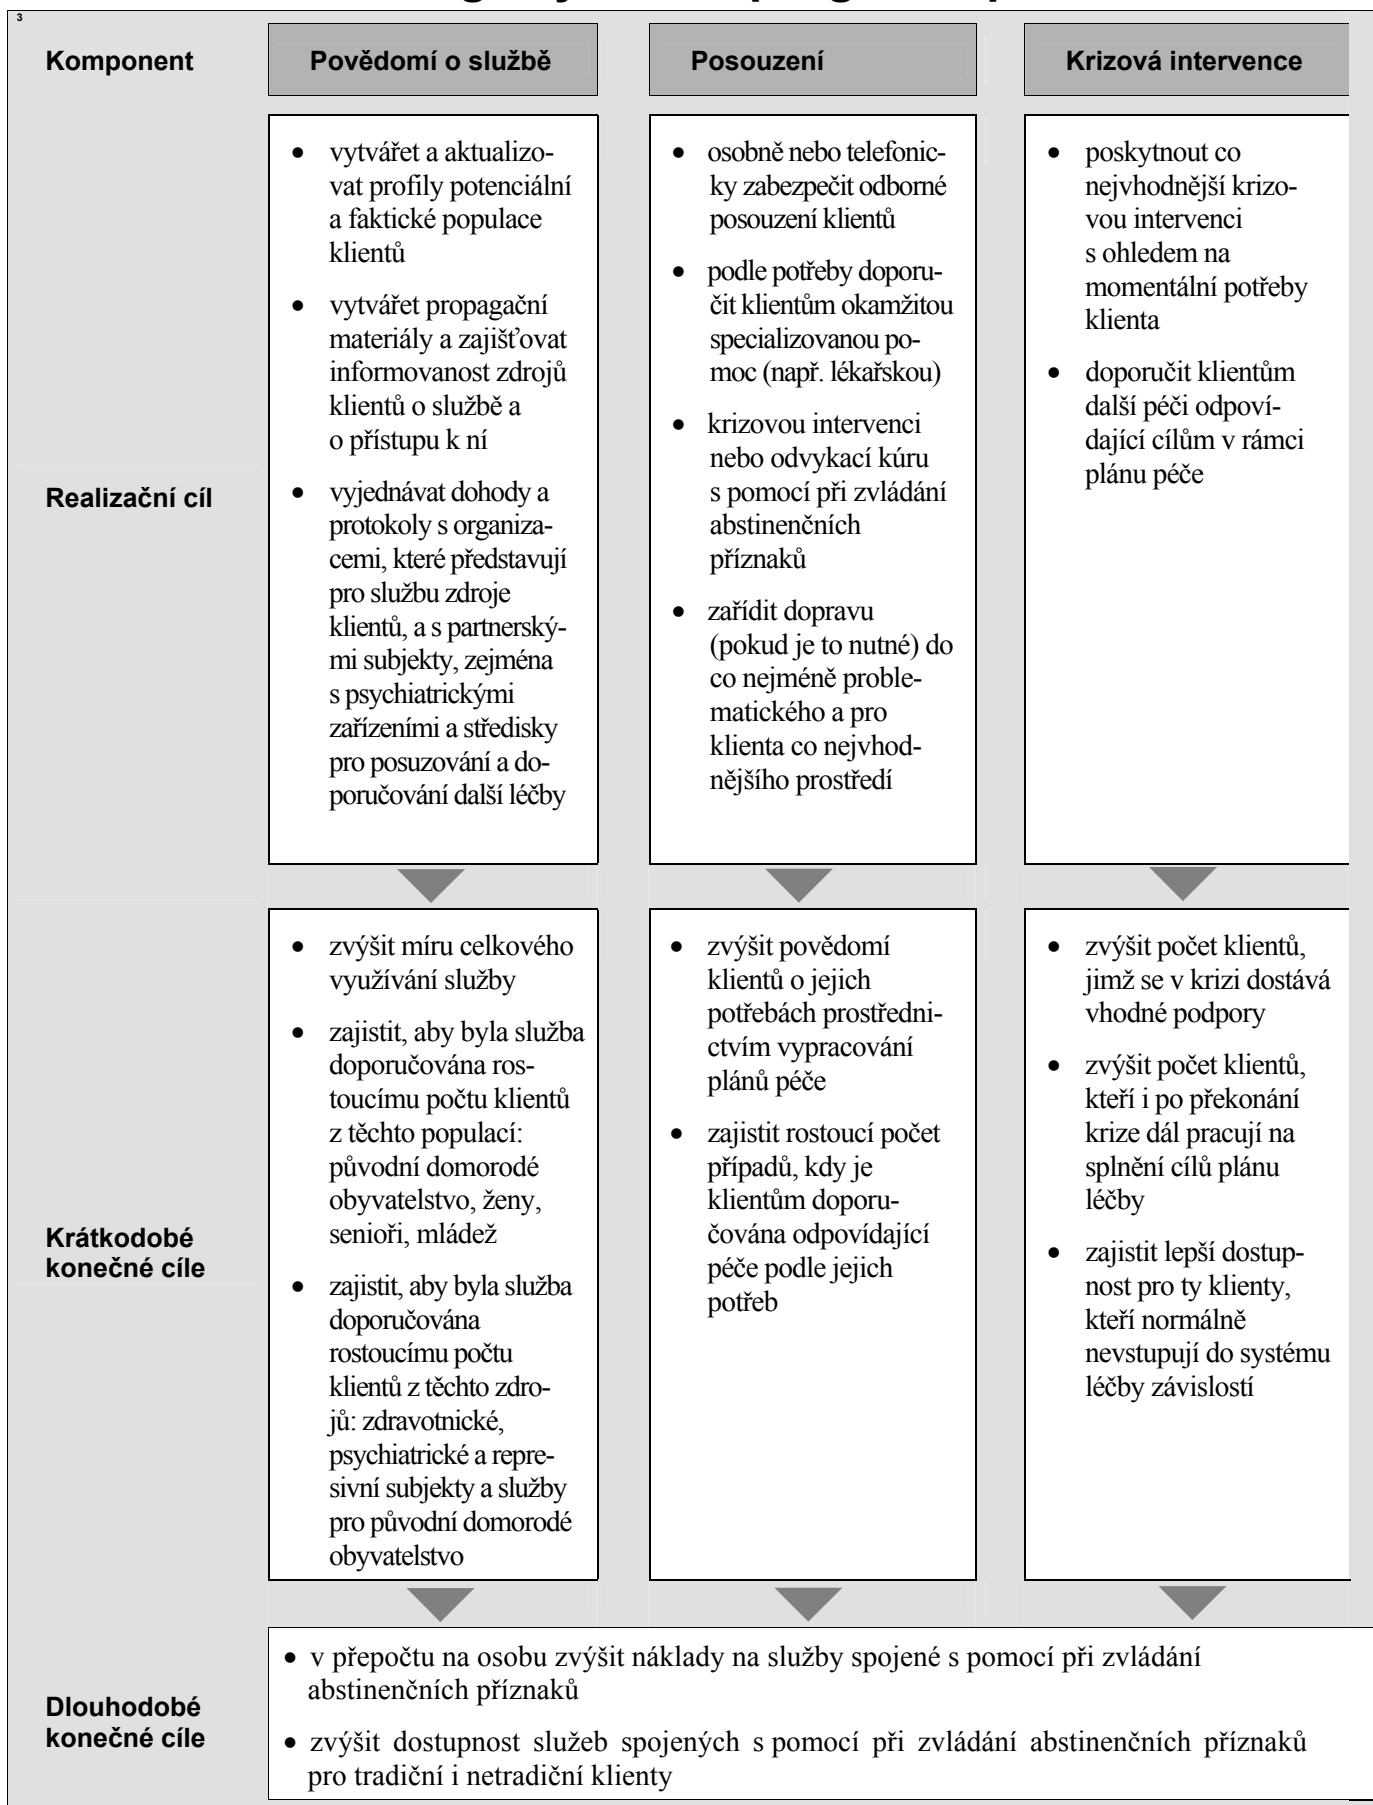 3
Komponent
Povědomí o službě
Posouzení
Krizová intervence
Realizační cíl
• vytvářet a aktualizo-
vat profily potenciální
a faktické populace
klientů
• vytvářet propagační
materiály a zajišťovat
informovanost zdrojů
klientů o službě a
o přístupu k ní
• vyjednávat dohody a
protokoly s organiza-
cemi, které představují
pro službu zdroje
klientů, a s partnerský-
mi subjekty, zejména
s psychiatrickými
zařízeními a středisky
pro posuzování a do-
poručování další léčby
• osobně nebo telefonic-
ky zabezpečit odborné
posouzení klientů
• podle potřeby doporu-
čit klientům okamžitou
specializovanou po-
moc (např. lékařskou)
• krizovou intervenci
nebo odvykací kúru
s pomocí při zvládání
abstinenčních
příznaků
• zařídit dopravu
(pokud je to nutné) do
co nejméně proble-
matického a pro
klienta co nejvhod-
nějšího prostředí
• poskytnout co
nejvhodnější krizo-
vou intervenci
s ohledem na
momentální potřeby
klienta
• doporučit klientům
další péči odpoví-
dající cílům v rámci
plánu péče
Krátkodobé
konečné cíle
• zvýšit míru celkového
využívání služby
• zajistit, aby byla služba
doporučována ros-
toucímu počtu klientů
z těchto populací:
původní domorodé
obyvatelstvo, ženy,
senioři, mládež
• zajistit, aby byla služba
doporučována
rostoucímu počtu
klientů z těchto zdro-
jů: zdravotnické,
psychiatrické a repre-
sivní subjekty a služby
pro původní domorodé
obyvatelstvo
• zvýšit povědomí
klientů o jejich
potřebách prostředni-
ctvím vypracování
plánů péče
• zajistit rostoucí počet
případů, kdy je
klientům doporu-
čována odpovídající
péče podle jejich
potřeb
• zvýšit počet klientů,
jimž se v krizi dostává
vhodné podpory
• zvýšit počet klientů,
kteří i po překonání
krize dál pracují na
splnění cílů plánu
léčby
• zajistit lepší dostup-
nost pro ty klienty,
kteří normálně
nevstupují do systému
léčby závislostí
Dlouhodobé
konečné cíle
• v přepočtu na osobu zvýšit náklady na služby spojené s pomocí při zvládání
abstinenčních příznaků
• zvýšit dostupnost služeb spojených s pomocí při zvládání abstinenčních příznaků
pro tradiční i netradiční klienty